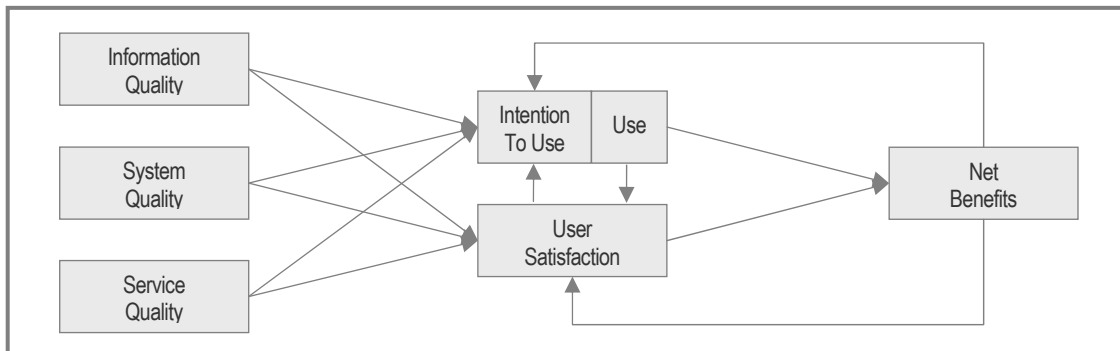 Information
Quality
System
Quality
Service
Quality
Intention
To Use
Use
User
Satisfaction
Net
Benefits